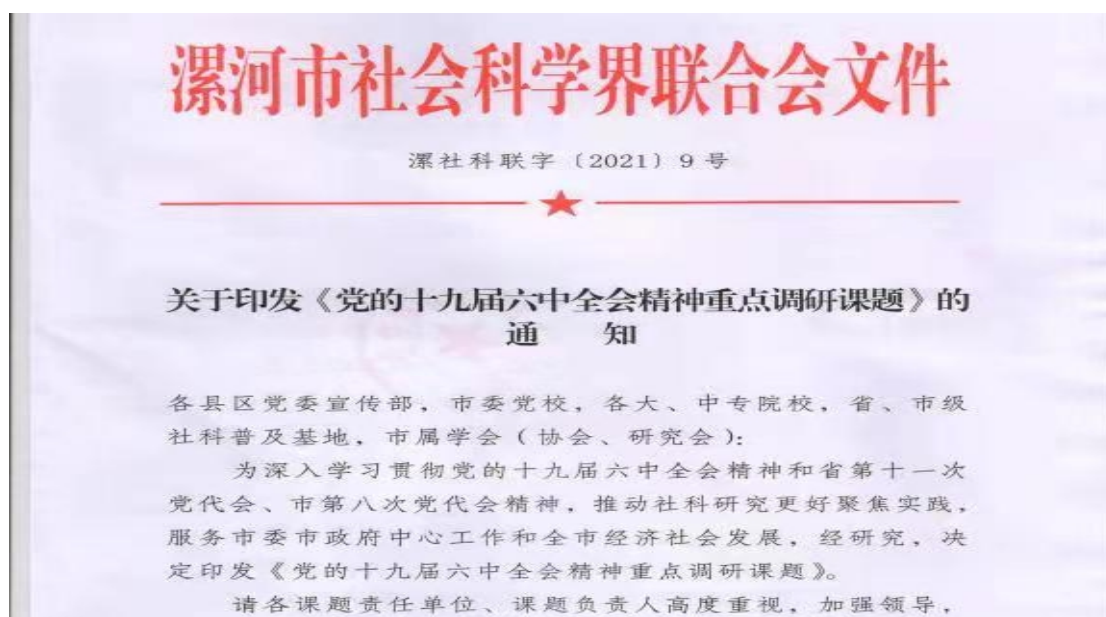 漯河市社会科学界联合会文件
漯社科联字〔2021〕9号
关于印发《党的十九届六中全会精神重点调研课题》的
通 知
各县区党委宣传部，市委党校，各大、中专院校，省、市级
社科普及基地，市属学会（协会、研究会）：
为深入学习贯彻党的十九届六中全会精神和省第十一次
党代会、市第八次党代会精神，推动社科研究更好聚焦实践，
服务市委市政府中心工作和全市经济社会发展，经研究，决
定印发《党的十九届六中全会精神重点调研课题》。
请各课题责任单位、课题负责人高度重视，加强领导，